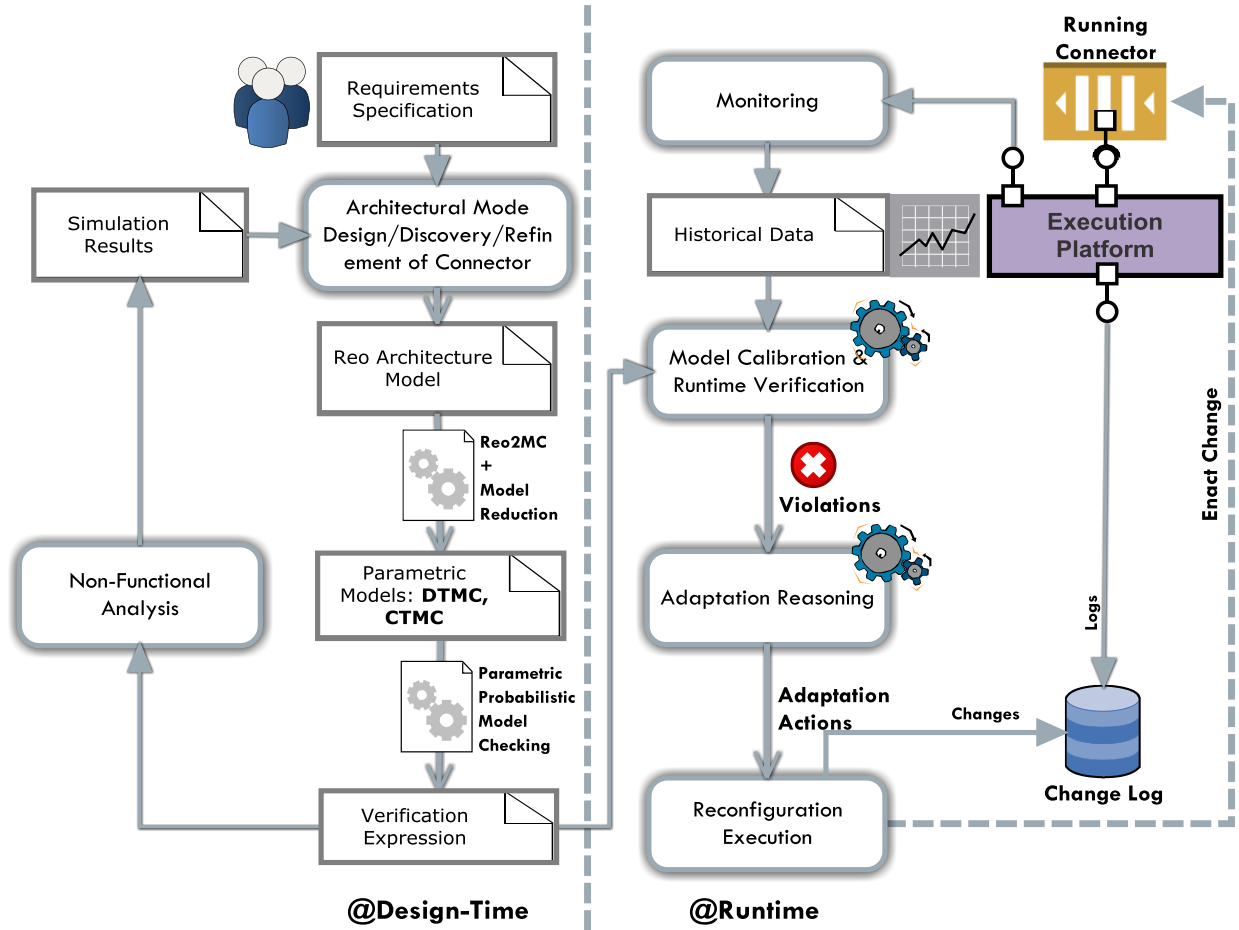 Requirements
Specification
Simulation
Results
Architectural Mode
Design/Discovery/Refin
ement of Connector
Reo Architecture
Model
Reo2MC
+
Model
Reduction
Non-Functional
Analysis
Parametric
Models: DTMC,
CTMC
Parametric
Probabilistic
Model
Checking
Verification
Expression
@Design-Time
Running
Connector
Monitoring
Historical Data
Execution
Platform
Model Calibration &
Runtime Verification
Violations
Adaptation Reasoning
Adaptation
Actions
Logs
Enact Change
Changes
Change Log
Reconfiguration
Execution
@Runtime